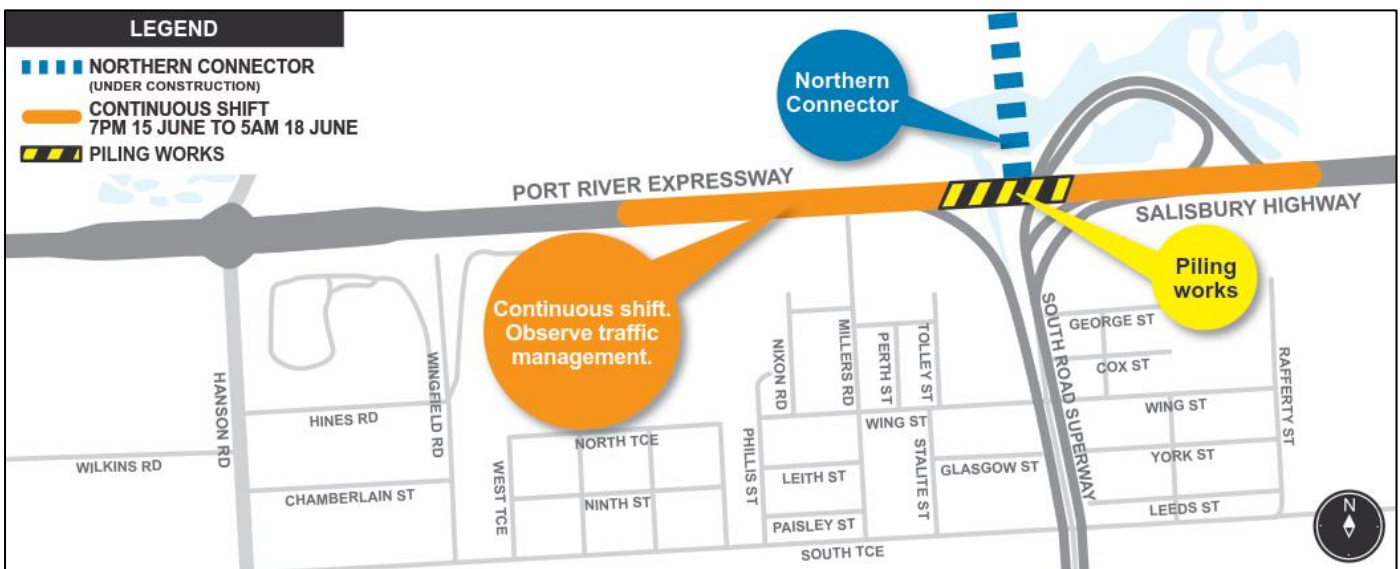 LEGEND
NORTHERN CONNECTOR
(UNDER CONSTRUCTION)
CONTINUOUS SHIFT
7PM 15 JUNE TO 5AM 18 JUNE
PILING WORKS
Northern
Connector
PORT RIVER EXPRESSWAY
SALISBURY HIGHWAY
Continuous shift.
Observe traffic
management.
Piling
works
HANSON RD
WILKINS RD
HINES RD
CHAMBERLAIN ST
WINGFIELD RD
WEST TCE
NORTH TCE
NINTH ST
PHILLIS ST
NIXON RD
MILLERS RD
PERTH ST
TOLLEY ST
WING ST
LEITH ST
PAISLEY ST
STALITE ST
GLASGOW ST
SOUTH TCE
SOUTH ROAD SUPERWAY
GEORGE ST
COX ST
WING ST
YORK ST
LEEDS ST
RAFFERTY ST
N